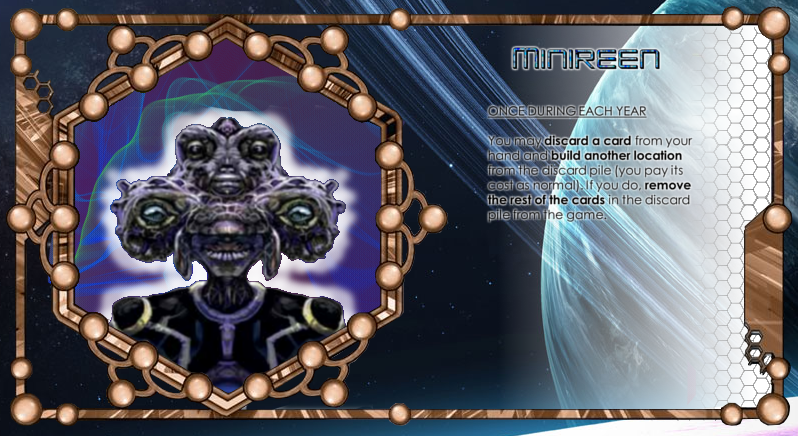 MINIREEN
ONCE DURING EACH YEAR
You may discard a card from your
hand and build another location
from the discard pile (you pay its
cost as normal). If you do, remove
the rest of the cards in the discard
pile from the game.